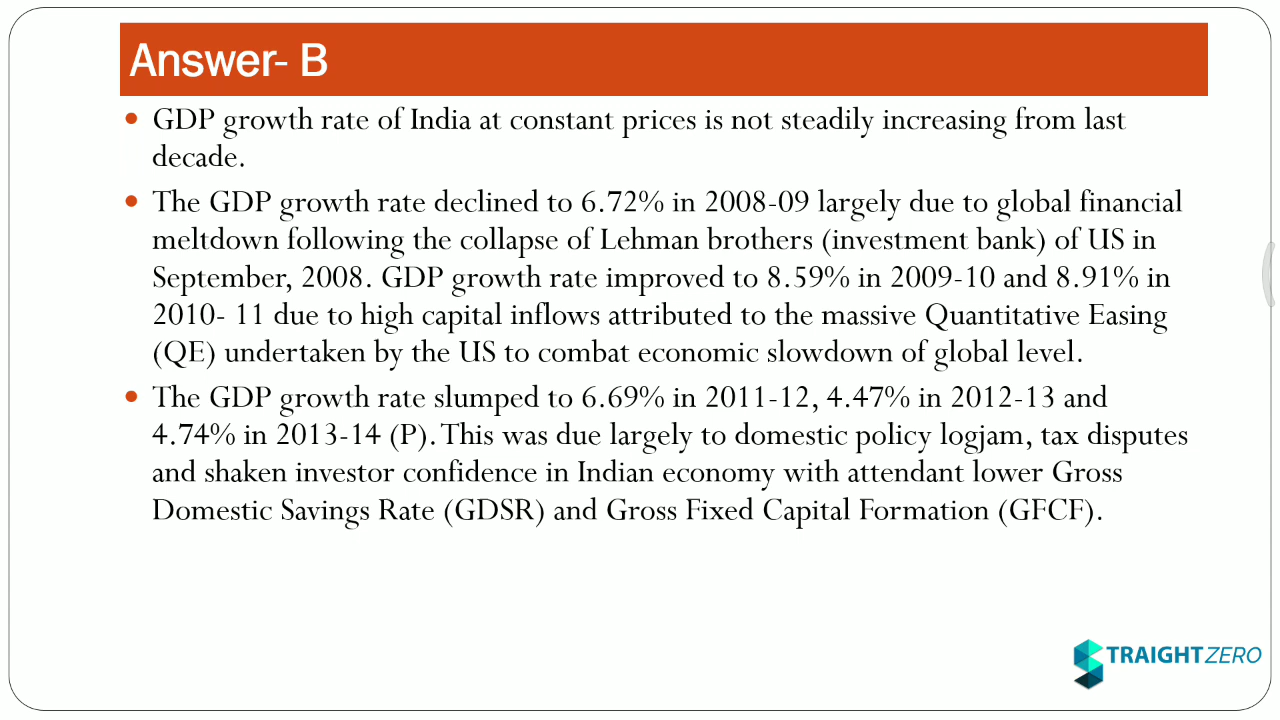 Answer- B
• GDP growth rate of India at constant prices is not steadily increasing from last
decade.
• The GDP growth rate declined to 6.72% in 2008-09 largely due to global financial
meltdown following the collapse of Lehman brothers (investment bank) of US in
September, 2008. GDP growth rate improved to 8.59% in 2009-10 and 8.91% in
2010- 11 due to high capital inflows attributed to the massive Quantitative Easing
(QE) undertaken by the US to combat economic slowdown of global level.
• The GDP growth rate slumped to 6.69% in 2011-12, 4.47% in 2012-13 and
4.74% in 2013-14 (P). This was due largely to domestic policy logjam, tax disputes
and shaken investor confidence in Indian economy with attendant lower Gross
Domestic Savings Rate (GDSR) and Gross Fixed Capital Formation (GFCF).
STRAIGHTZERO